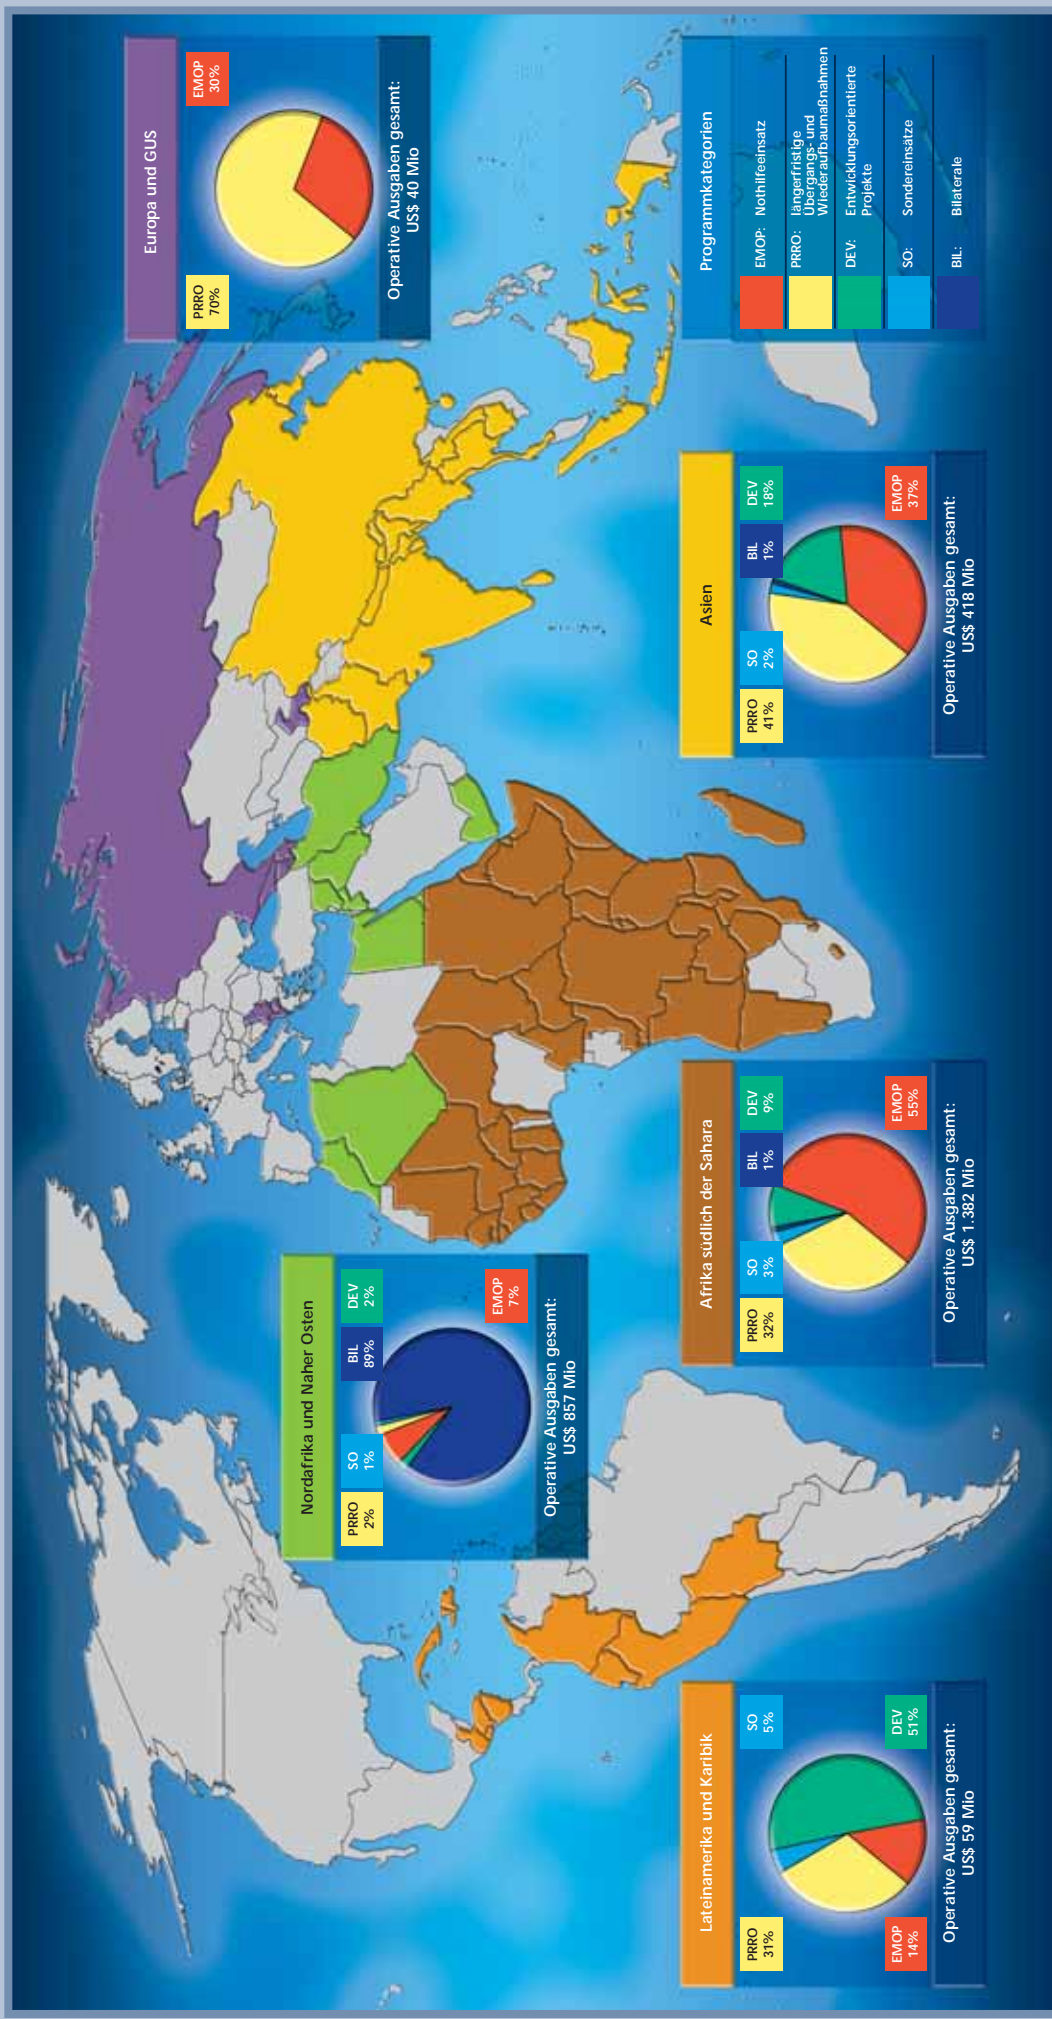 Europa und GUS
PRRO
70%
EMOP
30%
Operative Ausgaben gesamt:
US$ 40 Mio
Nordafrika und Naher Osten
PRRO
2%
SO
1%
BIL
89%
DEV
2%
EMOP
7%
Operative Ausgaben gesamt:
US$ 857 Mio
Lateinamerika und Karibik
PRRO
31%
SO
5%
EMOP
14%
DEV
51%
Operative Ausgaben gesamt:
US$ 59 Mio
Afrika südlich der Sahara
PRRO
32%
SO
3%
BIL
1%
DEV
9%
EMOP
55%
Operative Ausgaben gesamt:
US$ 1.382 Mio
Asien
PRRO
41%
SO
2%
BIL
1%
DEV
18%
EMOP
37%
Operative Ausgaben gesamt:
US$ 418 Mio
Programmkategorien
EMOP: Nothilfeeinsatz
PRRO: längerfristige
Übergangs- und
Wiederaufbaumaßnahmen
DEV: Entwicklungsorientierte
Projekte
SO: Sondereinsätze
BIL: Bilaterale